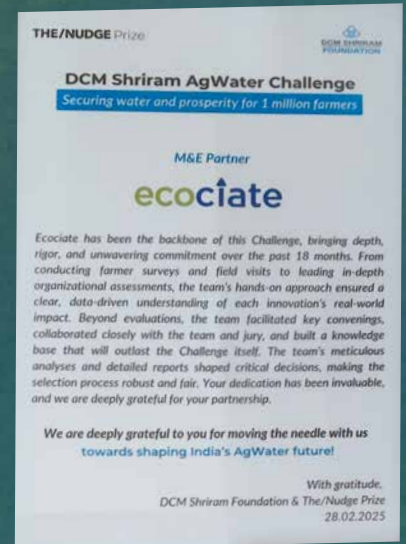 THE/NUDGE Prize
DCM SHRIRAM
FOUNDATION
DCM Shriram AgWater Challenge
Securing water and prosperity for 1 million farmers
M&E Partner
ecociate
Ecociate has been the backbone of this Challenge, bringing depth,
rigor, and unwavering commitment over the past 18 months. From
conducting farmer surveys and field visits to leading in-depth
organizational assessments, the team's hands-on approach ensured a
clear, data-driven understanding of each innovation's real-world
impact. Beyond evaluations, the team facilitated key convenings,
collaborated closely with the team and jury, and built a knowledge
base that will outlast the Challenge itself. The team's meticulous
analyses and detailed reports shaped critical decisions, making the
selection process robust and fair. Your dedication has been invaluable,
and we are deeply grateful for your partnership.
We are deeply grateful to you for moving the needle with us
towards shaping India's AgWater future!
With gratitude,
DCM Shriram Foundation & The/Nudge Prize
28.02.2025